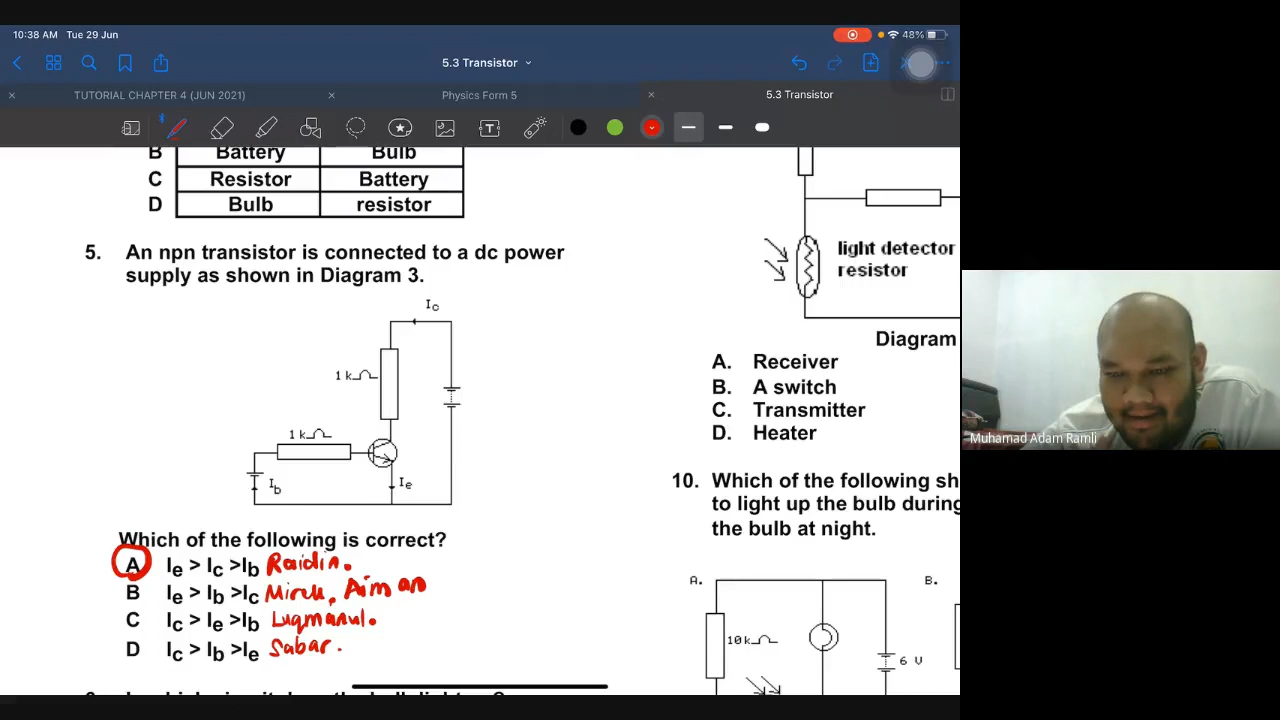 10:38 AM Tue 29 Jun
48%
5.3 Transistor
TUTORIAL CHAPTER 4 (JUN 2021)
Physics Form 5
5.3 Transistor
B Battery Bulb
C Resistor Battery
D Bulb resistor
5. An npn transistor is connected to a dc power
supply as shown in Diagram 3.
Ic
1 kΩ
1 kΩ
Ib
Ie
Which of the following is correct?
A Ie > Ic >Ib Raidin.
B Ie > Ib >Ic Mirek, Aiman
C Ic > Ie >Ib Luqmanul.
D Ic > Ib >Ie Sabar.
light detector
resistor
Diagram
A. Receiver
B. A switch
C. Transmitter
D. Heater
10. Which of the following sh
to light up the bulb during
the bulb at night.
A.
B.
10kΩ
6 V
Muhamad Adam Ramli